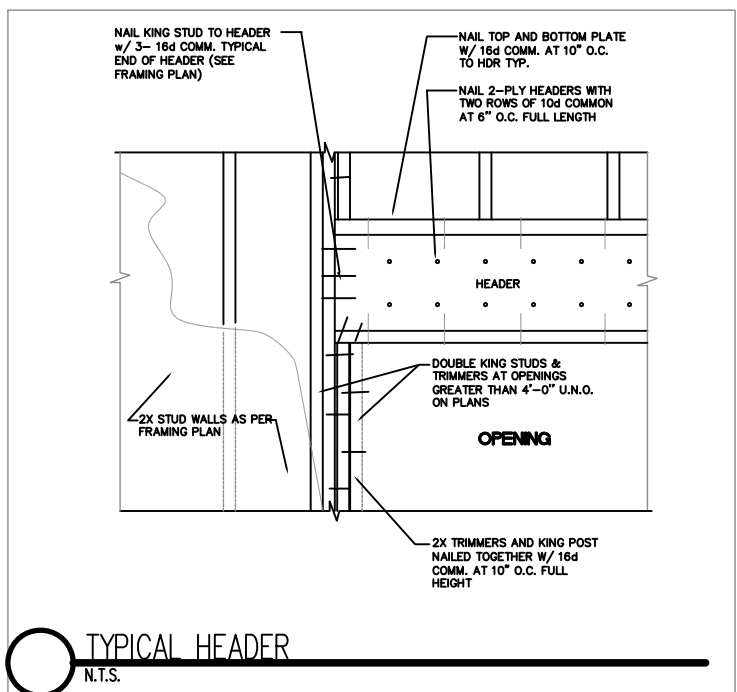 NAIL KING STUD TO HEADER
w/ 3- 16d COMM. TYPICAL
END OF HEADER (SEE
FRAMING PLAN)
NAIL TOP AND BOTTOM PLATE
W/ 16d COMM. AT 10" O.C.
TO HDR TYP.
NAIL 2-PLY HEADERS WITH
TWO ROWS OF 10d COMMON
AT 6" O.C. FULL LENGTH
HEADER
DOUBLE KING STUDS &
TRIMMERS AT OPENINGS
GREATER THAN 4'-0" U.N.O.
ON PLANS
2X STUD WALLS AS PER
FRAMING PLAN
OPENING
2X TRIMMERS AND KING POST
NAILED TOGETHER W/ 16d
COMM. AT 10" O.C. FULL
HEIGHT
TYPICAL HEADER
N.T.S.